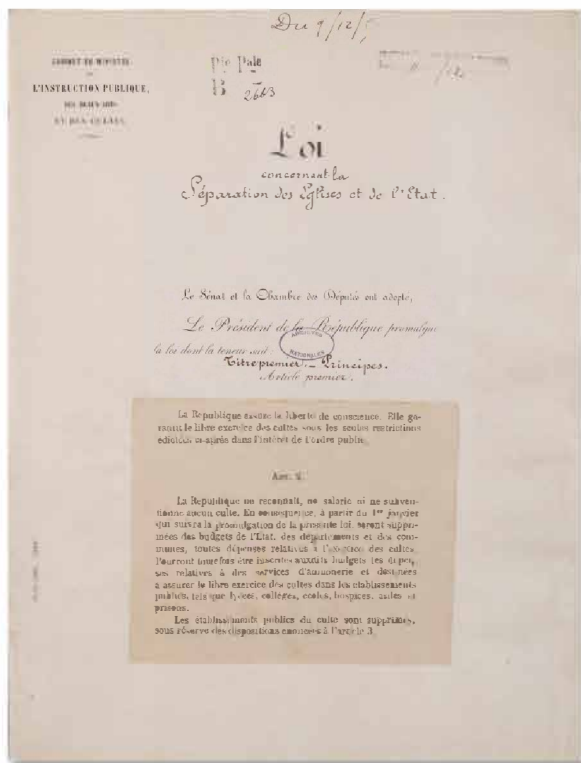 Du 9/12/
CABINET DU MINISTRE
DE
L'INSTRUCTION PUBLIQUE,
DES BEAUX-ARTS
ET DES CULTES
Bie Pale
B 2663
Loi
concernant la
Séparation des Eglises et de l'Etat.
Le Sénat et la Chambre des Députés ont adopté,
Le Président de la République promulgue
la loi dont la teneur suit :
ARCHIVES
NATIONALES
Titre premier. _ Principes.
Article premier.
La République assure la liberté de conscience. Elle ga-
rantit le libre exercice des cultes sous les seules restrictions
édictées ci-après dans l'intérêt de l'ordre public.
Art. 2.
La République ne reconnaît, ne salarie ni ne subven-
tionne aucun culte. En conséquence, à partir du 1er janvier
qui suivra la promulgation de la présente loi, seront suppri-
mées des budgets de l'Etat, des départements et des com-
munes, toutes dépenses relatives à l'exercice des cultes.
Pourront toutefois être inscrites auxdits budgets les dépen-
ses relatives à des services d'aumônerie et destinées
à assurer le libre exercice des cultes dans les établissements
publics, tels que lycées, collèges, écoles, hospices, asiles et
prisons.
Les établissements publics du culte sont supprimés,
sous réserve des dispositions énoncées à l'article 3.